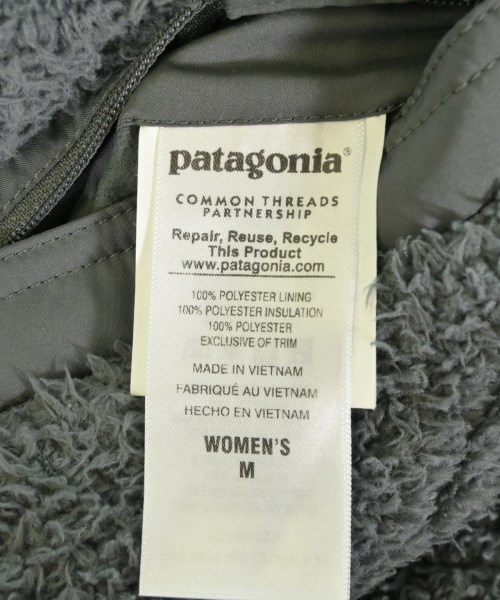 patagonia®
COMMON THREADS
PARTNERSHIP
Repair, Reuse, Recycle
This Product
www.patagonia.com
100% POLYESTER LINING
100% POLYESTER INSULATION
100% POLYESTER
EXCLUSIVE OF TRIM
MADE IN VIETNAM
FABRIQUÉ AU VIETNAM
HECHO EN VIETNAM
WOMEN'S
M